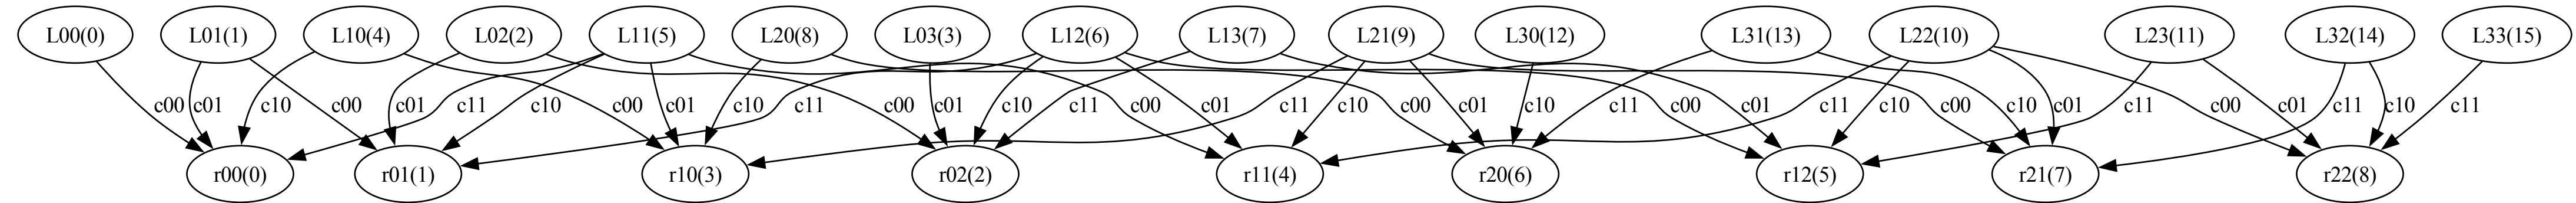 L00(0) L01(1) L10(4) L02(2) L11(5) L20(8) L03(3) L12(6) L13(7) L21(9) L30(12) L31(13) L22(10) L23(11) L32(14) L33(15)
c00 c01 c10 c00 c01 c11 c10 c00 c01 c10 c11 c00 c01 c10 c11 c00 c01 c11 c10 c00 c01 c10 c11 c00 c01 c11 c10 c00 c10 c01 c11 c00 c01 c11 c10 c11
r00(0) r01(1) r10(3) r02(2) r11(4) r20(6) r12(5) r21(7) r22(8)